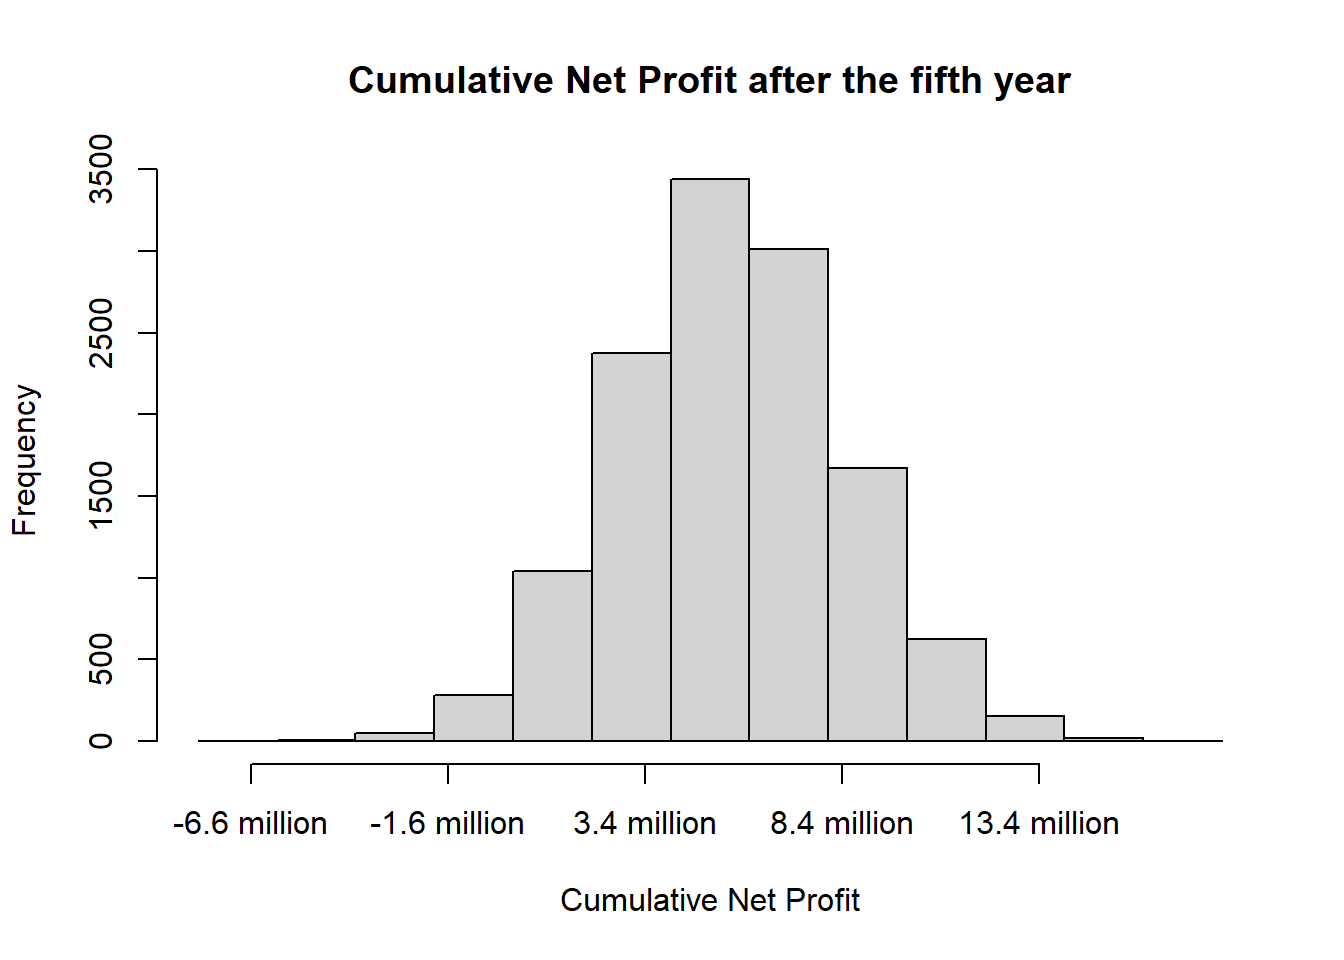 Cumulative Net Profit after the fifth year
Frequency
3500
2500
1500
500
0
-6.6 million
-1.6 million
3.4 million
8.4 million
13.4 million
Cumulative Net Profit